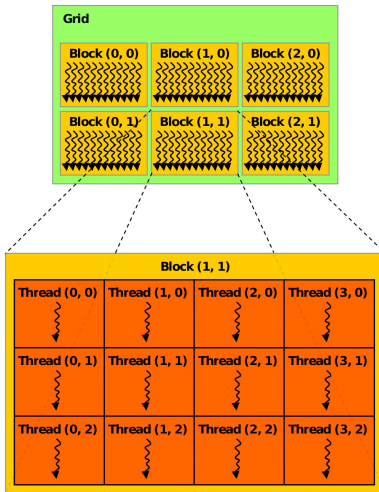 Grid
Block (0, 0) Block (1, 0) Block (2, 0)
Block (0, 1) Block (1, 1) Block (2, 1)
Block (1, 1)
Thread (0, 0) Thread (1, 0) Thread (2, 0) Thread (3, 0)
Thread (0, 1) Thread (1, 1) Thread (2, 1) Thread (3, 1)
Thread (0, 2) Thread (1, 2) Thread (2, 2) Thread (3, 2)